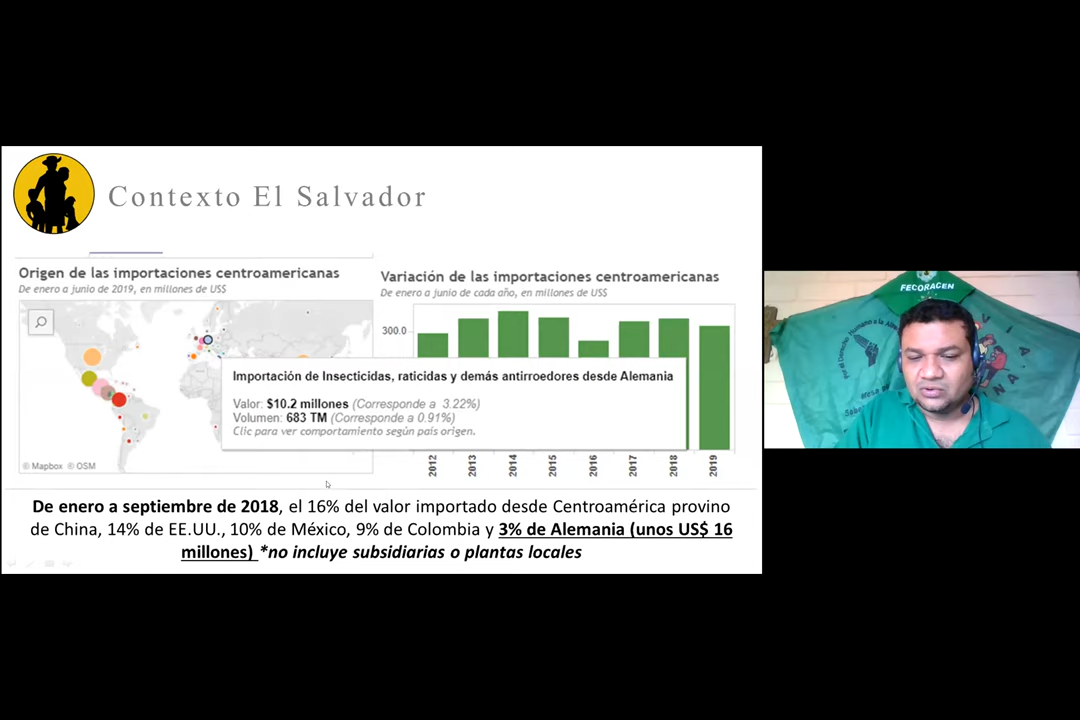 Contexto El Salvador
Origen de las importaciones centroamericanas
De enero a junio de 2019, en millones de US$
© Mapbox © OSM
Variación de las importaciones centroamericanas
De enero a junio de cada año, en millones de US$
300.0
Importación de Insecticidas, raticidas y demás antirroedores desde Alemania
Valor: $10.2 millones (Corresponde a 3.22%)
Volumen: 683 TM (Corresponde a 0.91%)
Clic para ver comportamiento según país origen.
2012 2013 2014 2015 2016 2017 2018 2019
De enero a septiembre de 2018, el 16% del valor importado desde Centroamérica provino
de China, 14% de EE.UU., 10% de México, 9% de Colombia y 3% de Alemania (unos US$ 16
millones) *no incluye subsidiarias o plantas locales
FECORACEN